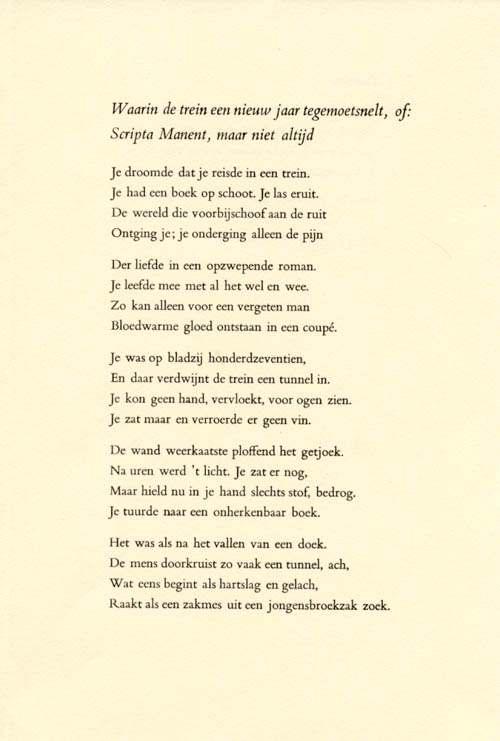 Waarin de trein een nieuw jaar tegemoetsnelt, of:
Scripta Manent, maar niet altijd
Je droomde dat je reisde in een trein.
Je had een boek op schoot. Je las eruit.
De wereld die voorbijschoof aan de ruit
Ontging je; je onderging alleen de pijn
Der liefde in een opzwepende roman.
Je leefde mee met al het wel en wee.
Zo kan alleen voor een vergeten man
Bloedwarme gloed ontstaan in een coupé.
Je was op bladzij honderdzeventien,
En daar verdwijnt de trein een tunnel in.
Je kon geen hand, vervloekt, voor ogen zien.
Je zat maar en verroerde er geen vin.
De wand weerkaatste ploffend het getjoek.
Na uren werd 't licht. Je zat er nog,
Maar hield nu in je hand slechts stof, bedrog.
Je tuurde naar een onherkenbaar boek.
Het was als na het vallen van een doek.
De mens doorkruist zo vaak een tunnel, ach,
Wat eens begint als hartslag en gelach,
Raakt als een zakmes uit een jongensbroekzak zoek.